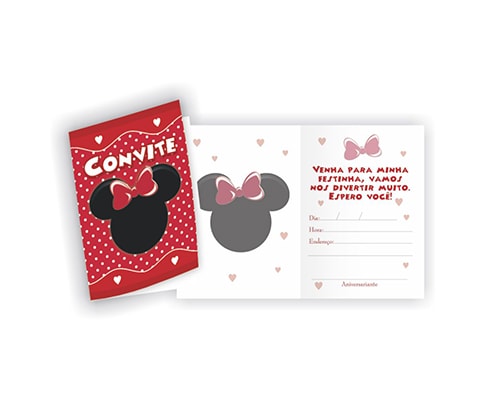 CONVITE
VENHA PARA MINHA
FESTINHA, VAMOS
NOS DIVERTIR MUITO.
ESPERO VOCÊ!
Dia: / /
Hora:
Endereço:
Aniversariante